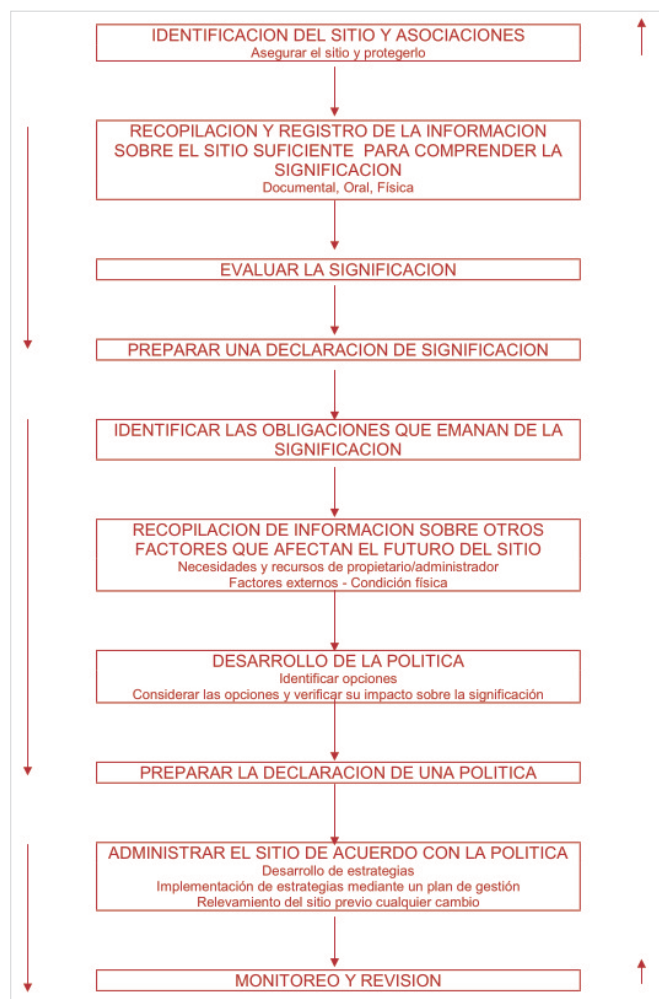 IDENTIFICACION DEL SITIO Y ASOCIACIONES
Asegurar el sitio y protegerlo
RECOPILACION Y REGISTRO DE LA INFORMACION
SOBRE EL SITIO SUFICIENTE PARA COMPRENDER LA
SIGNIFICACION
Documental, Oral, Física
EVALUAR LA SIGNIFICACION
PREPARAR UNA DECLARACION DE SIGNIFICACION
IDENTIFICAR LAS OBLIGACIONES QUE EMANAN DE LA
SIGNIFICACION
RECOPILACION DE INFORMACION SOBRE OTROS
FACTORES QUE AFECTAN EL FUTURO DEL SITIO
Necesidades y recursos de propietario/administrador
Factores externos - Condición física
DESARROLLO DE LA POLITICA
Identificar opciones
Considerar las opciones y verificar su impacto sobre la significación
PREPARAR LA DECLARACION DE UNA POLITICA
ADMINISTRAR EL SITIO DE ACUERDO CON LA POLITICA
Desarrollo de estrategias
Implementación de estrategias mediante un plan de gestión
Relevamiento del sitio previo cualquier cambio
MONITOREO Y REVISION